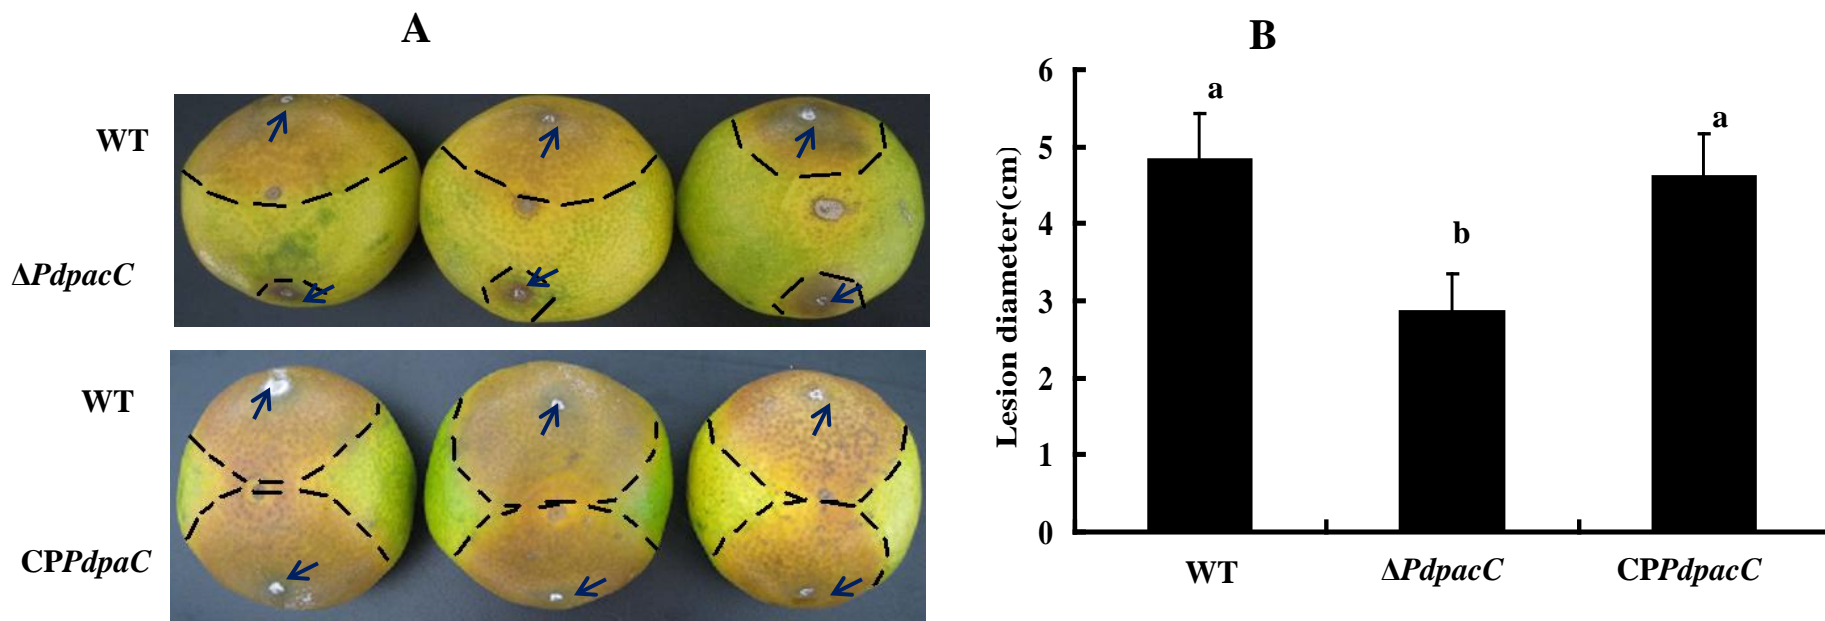 A
WT
ΔPdpacC
WT
CPPdpaC
B
Lesion diameter(cm)
6
5
4
3
2
1
0
a
b
a
WT
ΔPdpacC
CPPdpacC